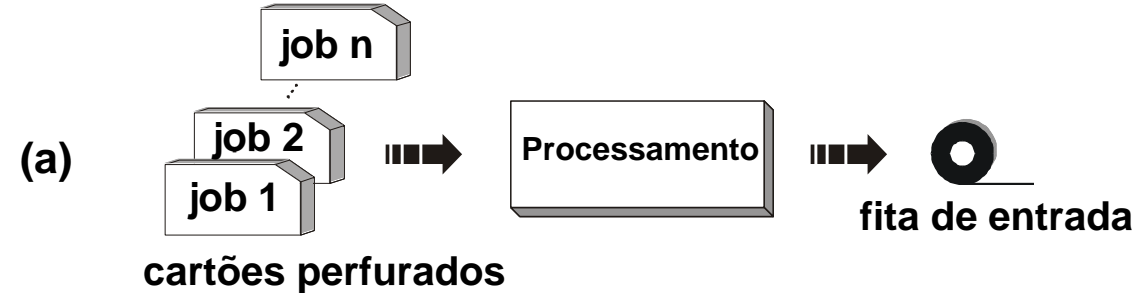 job n
job 2
(a)
job 1
Processamento
fita de entrada
cartões perfurados